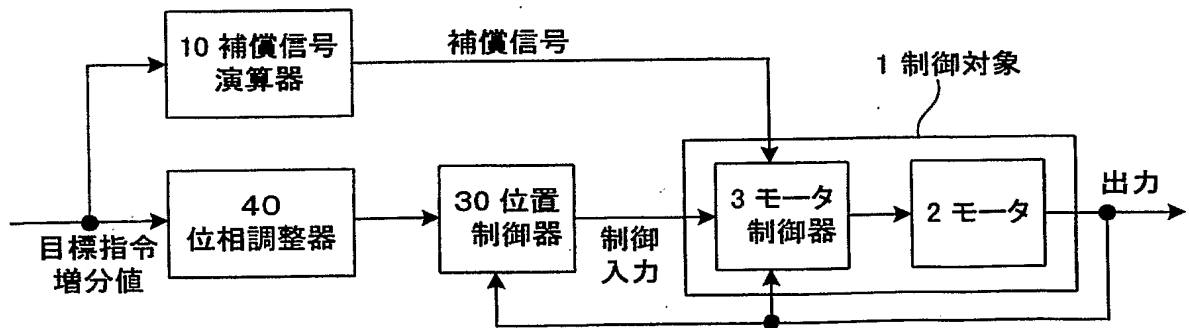 10 補償信号
演算器
補償信号
1 制御対象
40
位相調整器
30 位置
制御器
3 モータ
制御器
2 モータ
出力
目標指令
増分値
制御
入力